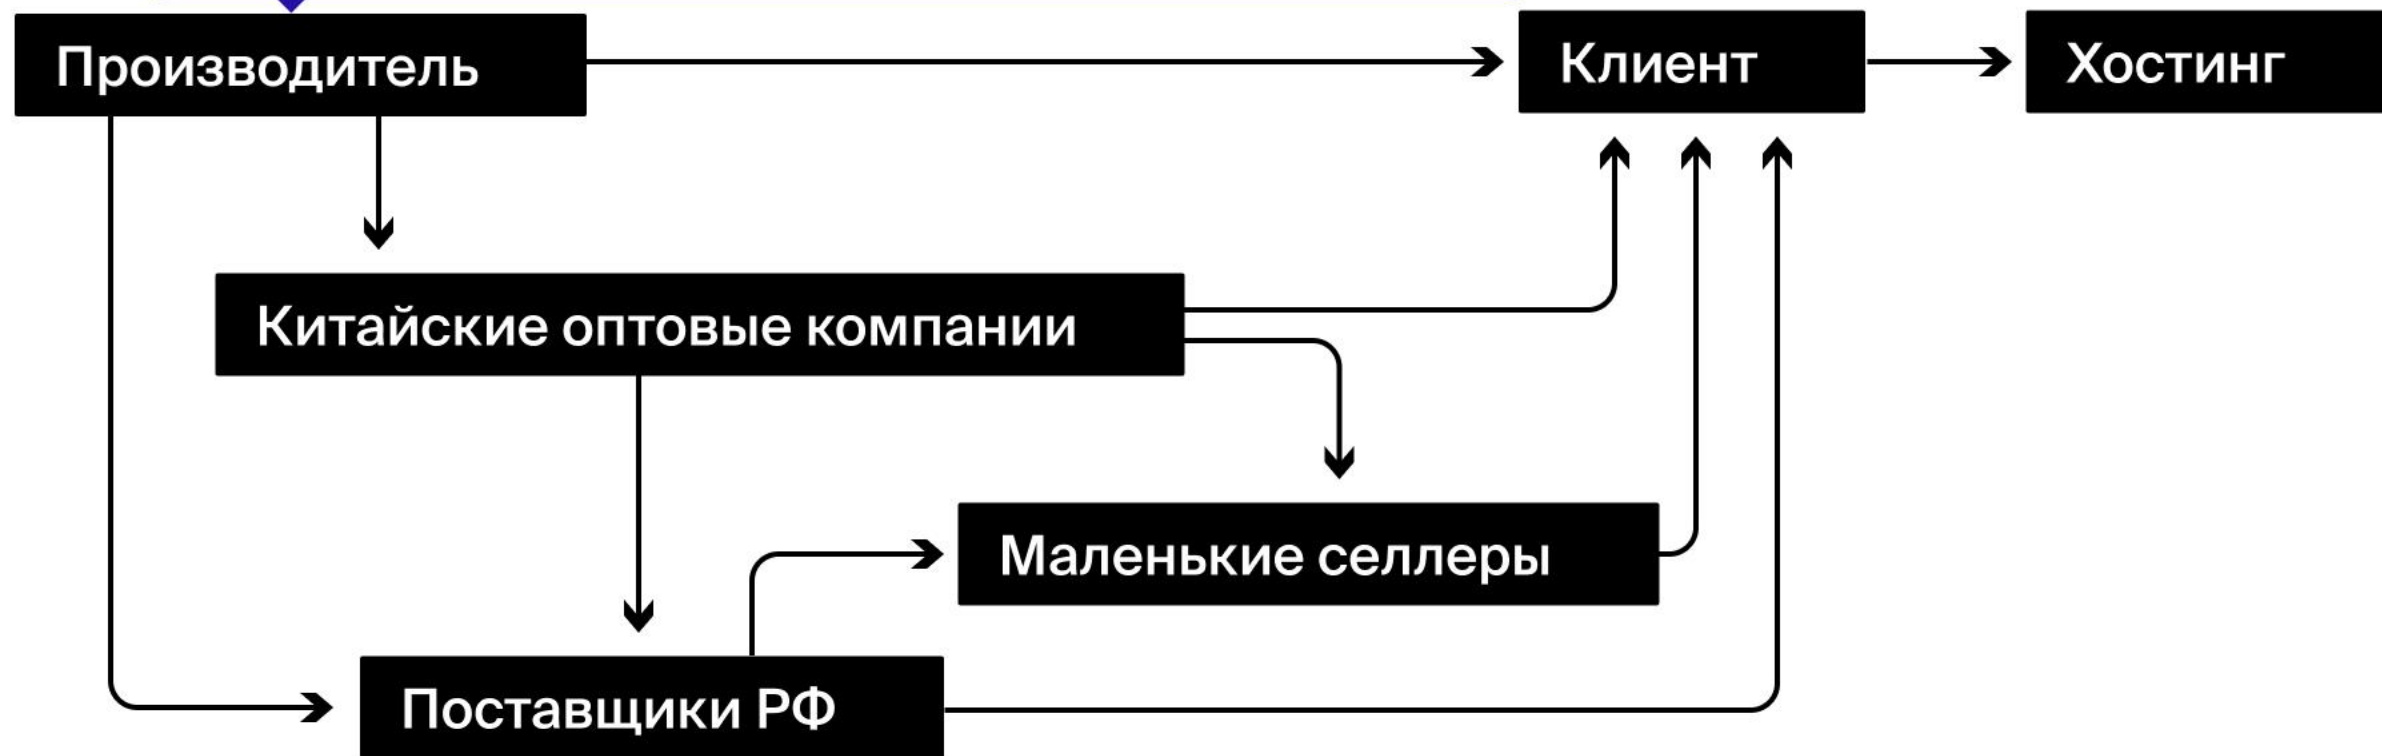 Производитель
Клиент
Хостинг
Китайские оптовые компании
Маленькие селлеры
Поставщики РФ